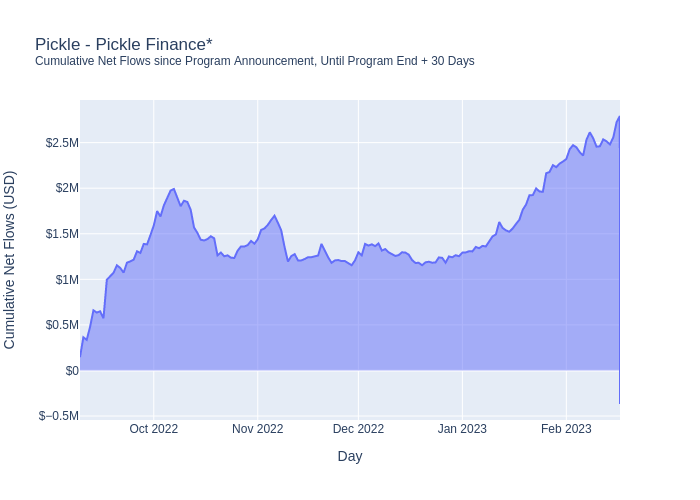 Pickle - Pickle Finance*
Cumulative Net Flows since Program Announcement, Until Program End + 30 Days
Cumulative Net Flows (USD)
$2.5M
$2M
$1.5M
$1M
$0.5M
$0
$−0.5M
Oct 2022
Nov 2022
Dec 2022
Jan 2023
Feb 2023
Day